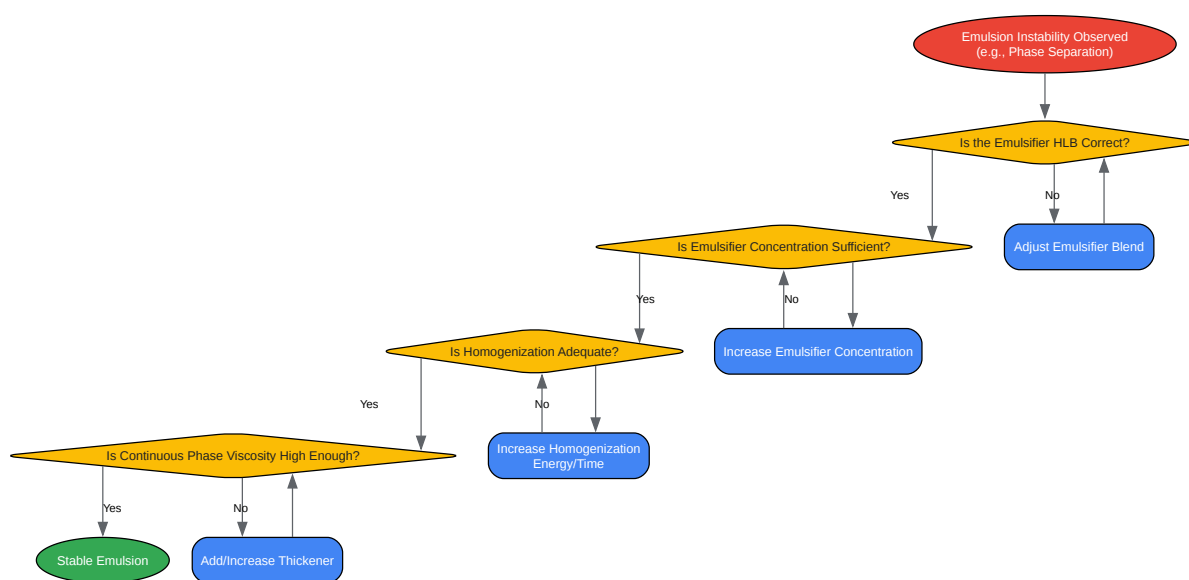 Emulsion Instability Observed
(e.g., Phase Separation)
Is the Emulsifier HLB Correct?
Yes
No
Is Emulsifier Concentration Sufficient?
Adjust Emulsifier Blend
Yes
No
Is Homogenization Adequate?
Increase Emulsifier Concentration
Yes
No
Is Continuous Phase Viscosity High Enough?
Increase Homogenization
Energy/Time
Yes
No
Stable Emulsion
Add/Increase Thickener